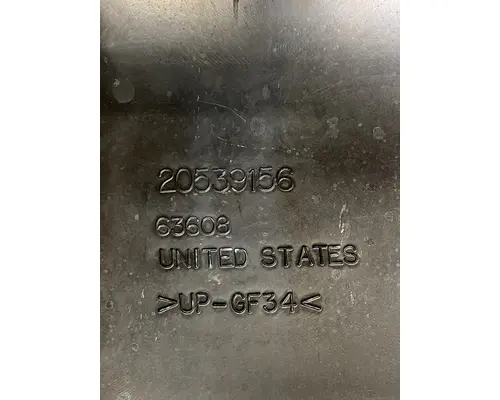 20539156
63608
UNITED STATES
>UP-GF34<